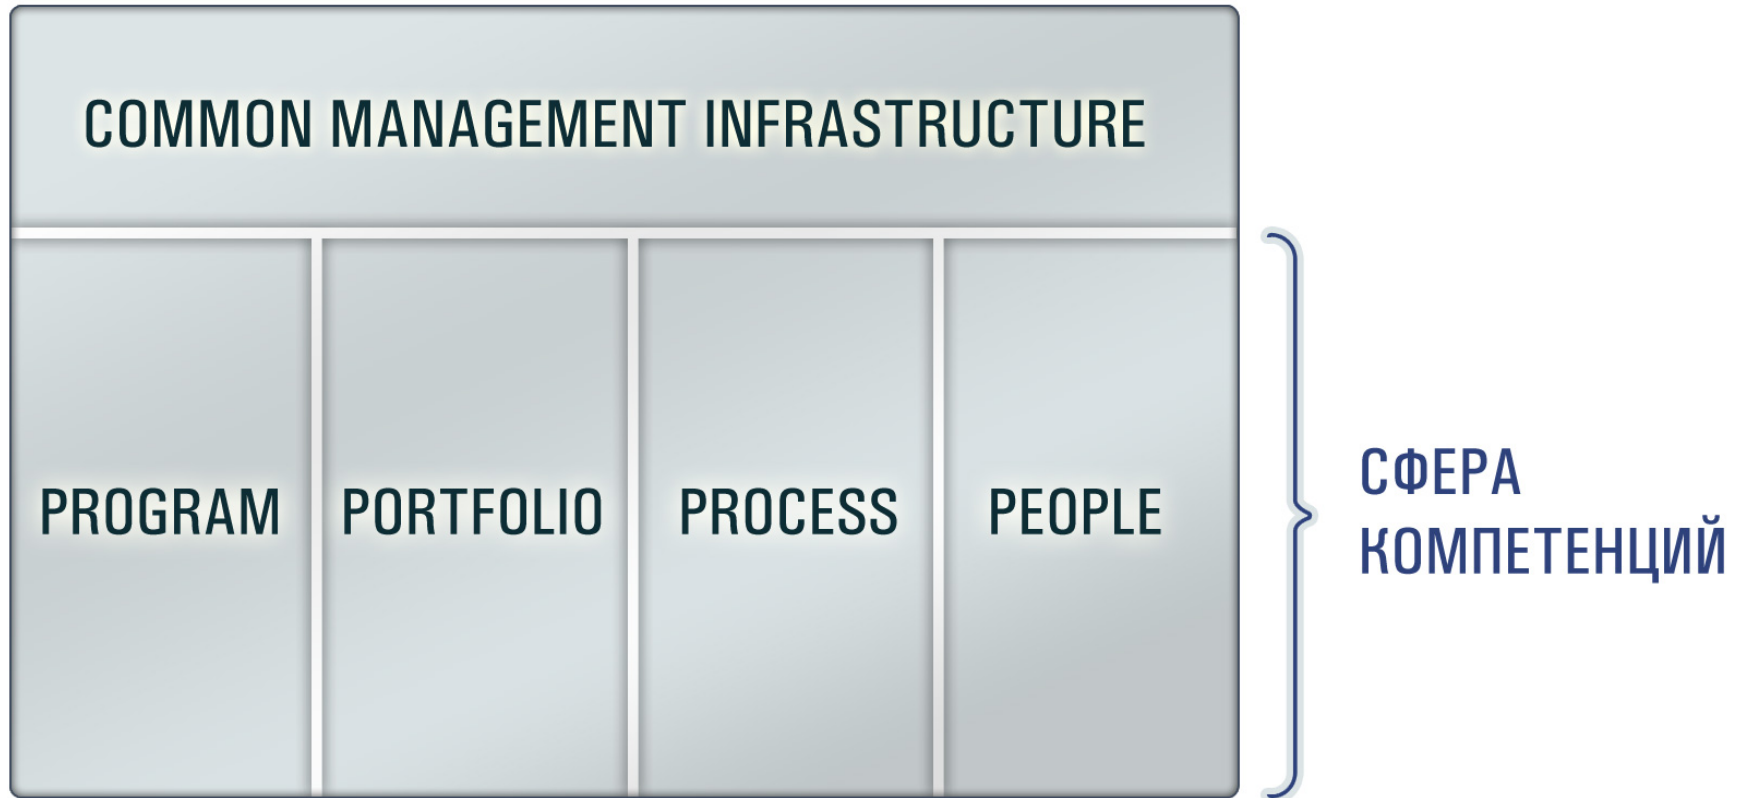 COMMON MANAGEMENT INFRASTRUCTURE
PROGRAM
PORTFOLIO
PROCESS
PEOPLE
СФЕРА
КОМПЕТЕНЦИЙ